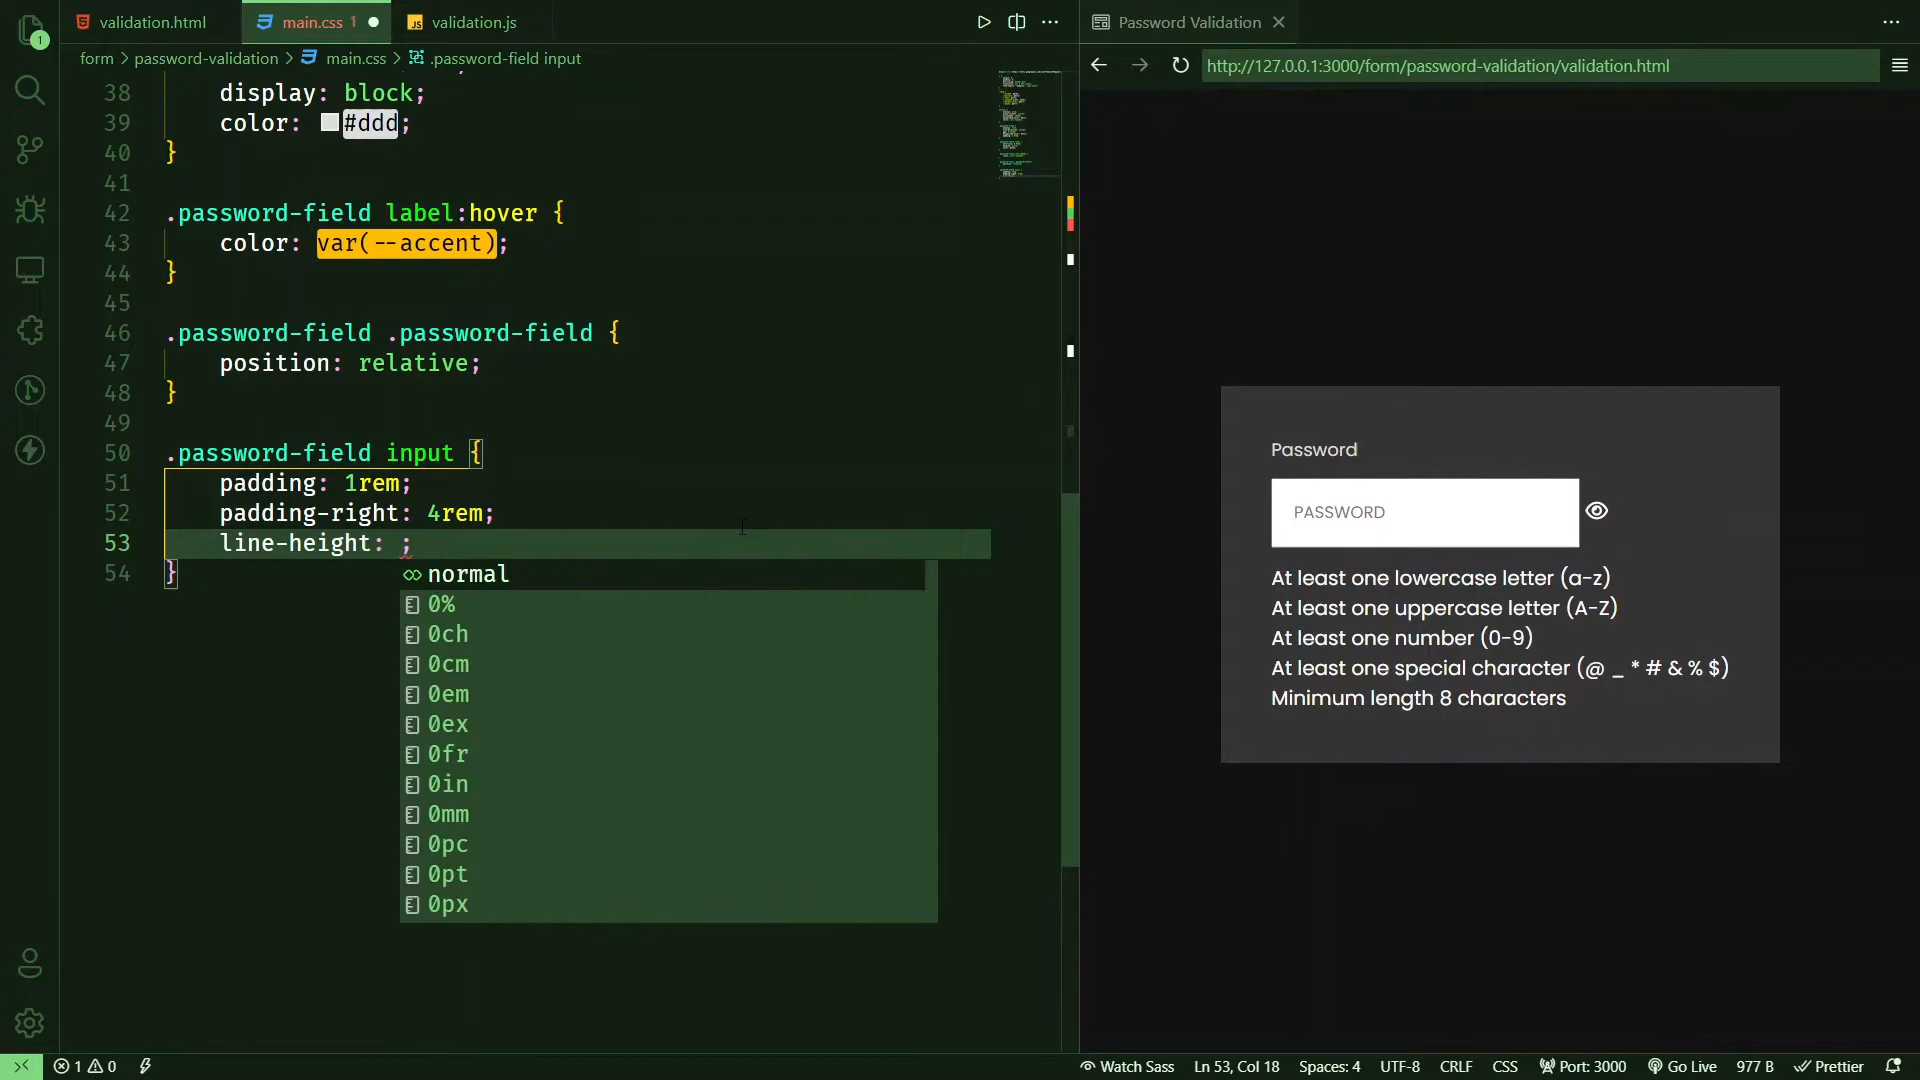 validation.html
main.css 1
validation.js
Password Validation
form > password-validation > main.css > .password-field input
http://127.0.0.1:3000/form/password-validation/validation.html
1
38 display: block;
39 color: #ddd;
40 }
41
42 .password-field label:hover {
43 color: var(--accent);
44 }
45
46 .password-field .password-field {
47 position: relative;
48 }
49
50 .password-field input {
51 padding: 1rem;
52 padding-right: 4rem;
53 line-height: ;
54 }
normal
0%
0ch
0cm
0em
0ex
0fr
0in
0mm
0pc
0pt
0px
Password
PASSWORD
At least one lowercase letter (a-z)
At least one uppercase letter (A-Z)
At least one number (0-9)
At least one special character (@ _ * # & % $)
Minimum length 8 characters
1 0 Watch Sass Ln 53, Col 18 Spaces: 4 UTF-8 CRLF CSS Port: 3000 Go Live 977 B Prettier